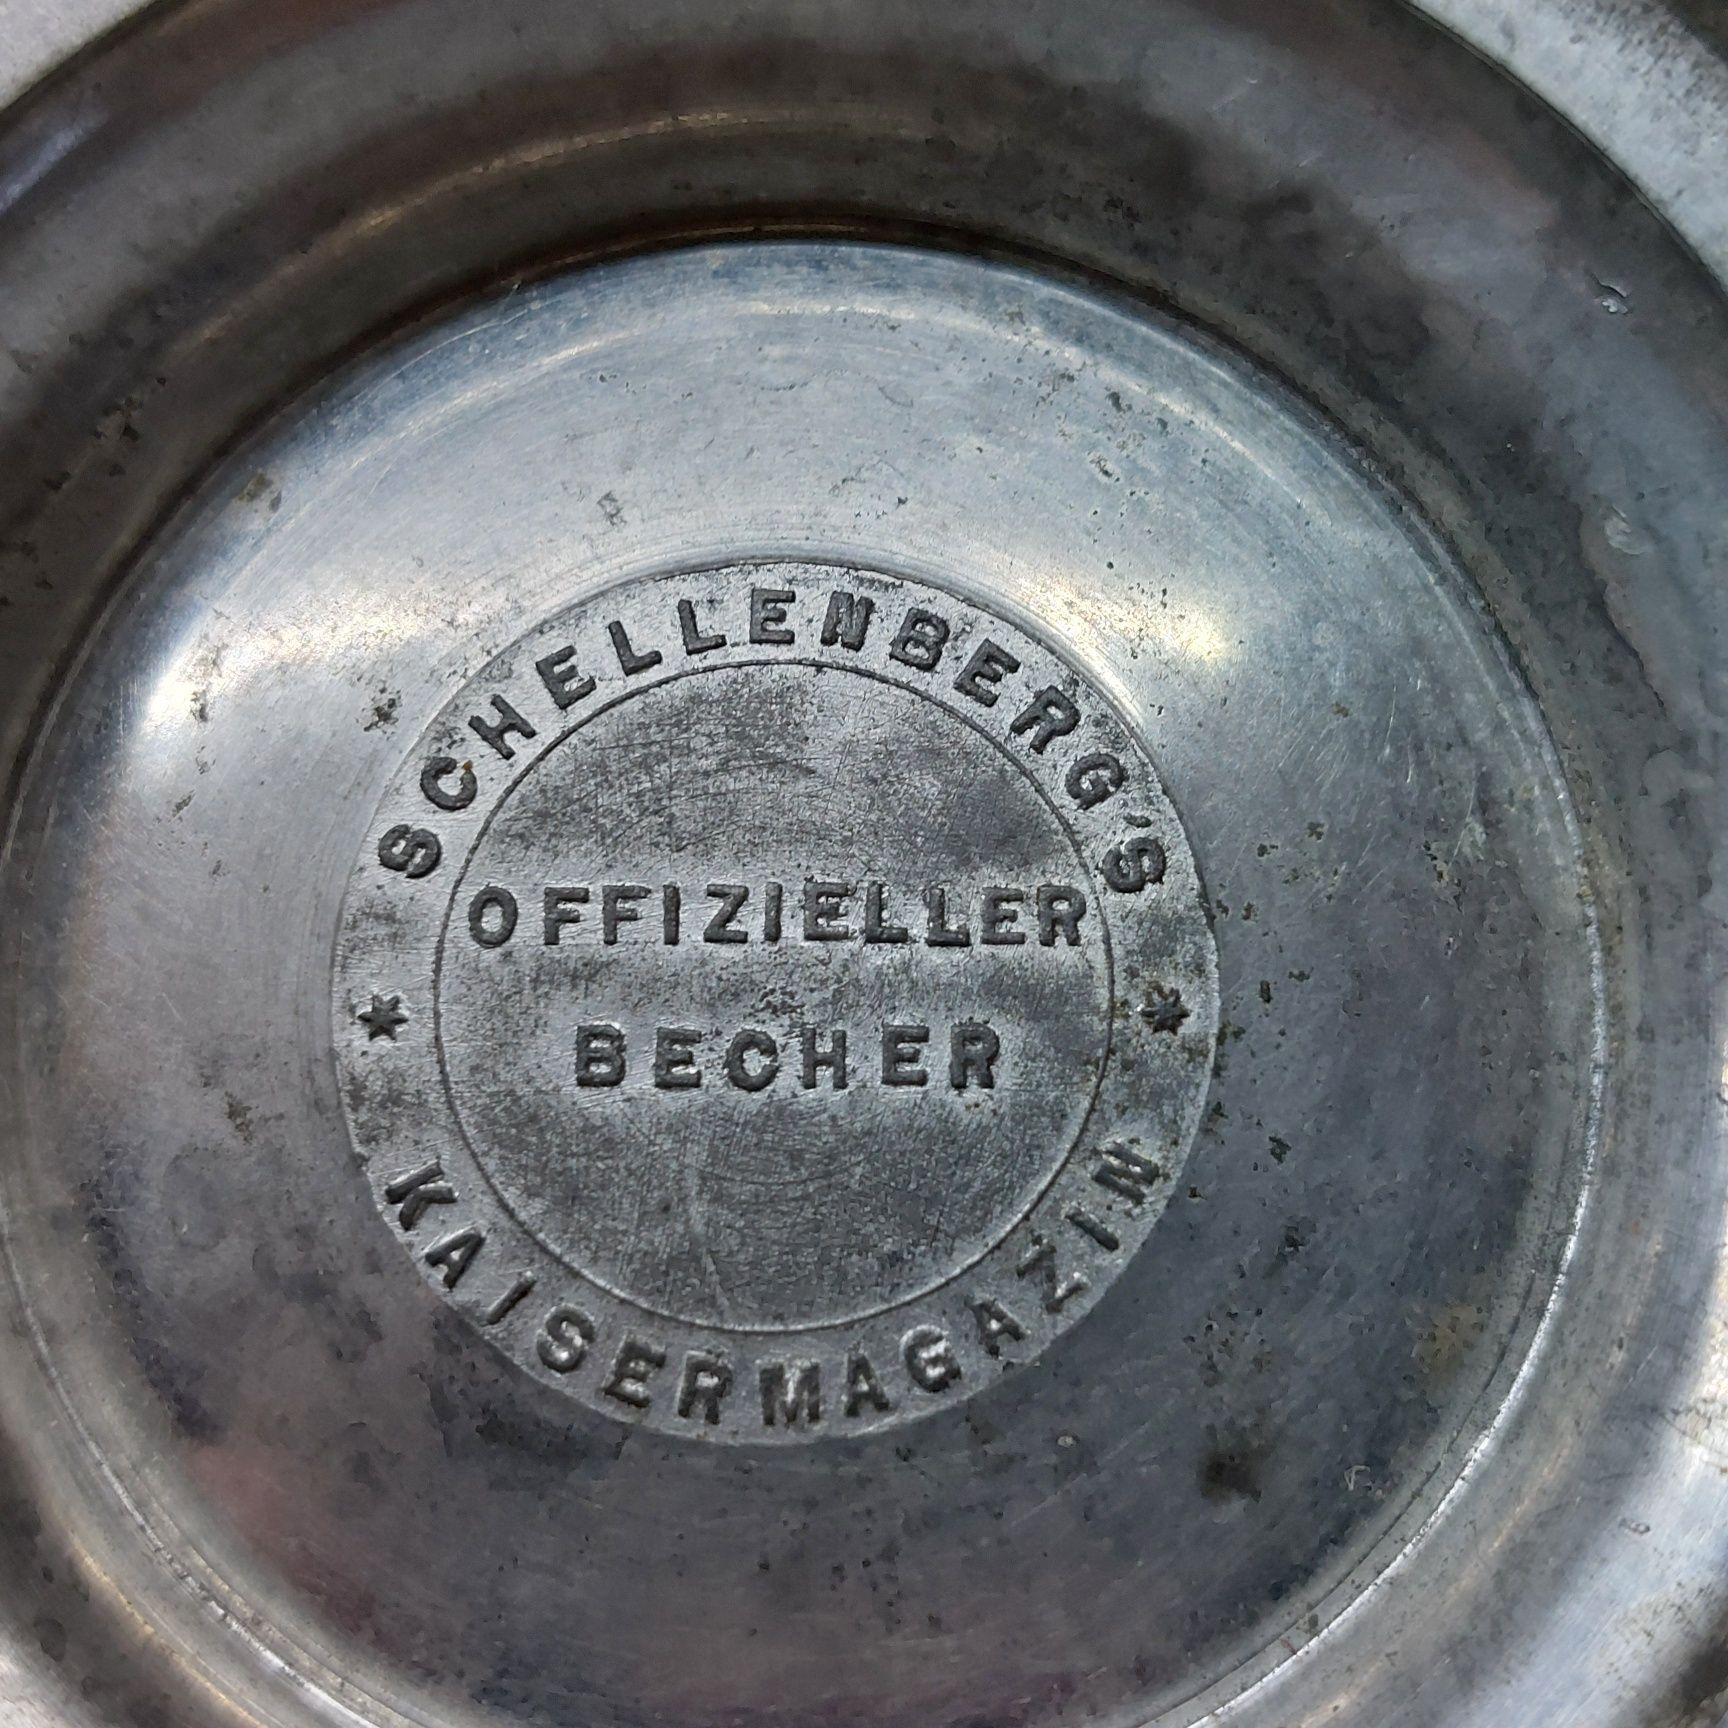 SCHELLENBERG'S
OFFIZIELLER
BECHER
* KAISERMAGAZIN *